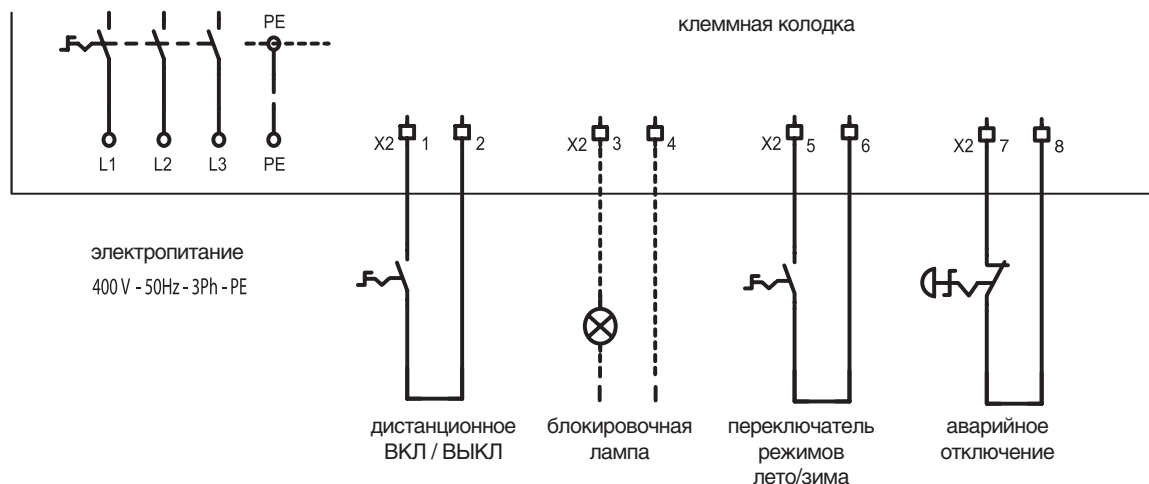 PE
клеммная колодка
L1 L2 L3 PE
X2 1 2 X2 3 4 X2 5 6 X2 7 8
электропитание
400 V - 50Hz - 3Ph - PE
дистанционное
ВКЛ / ВЫКЛ
блокировочная
лампа
переключатель
режимов
лето/зима
аварийное
отключение